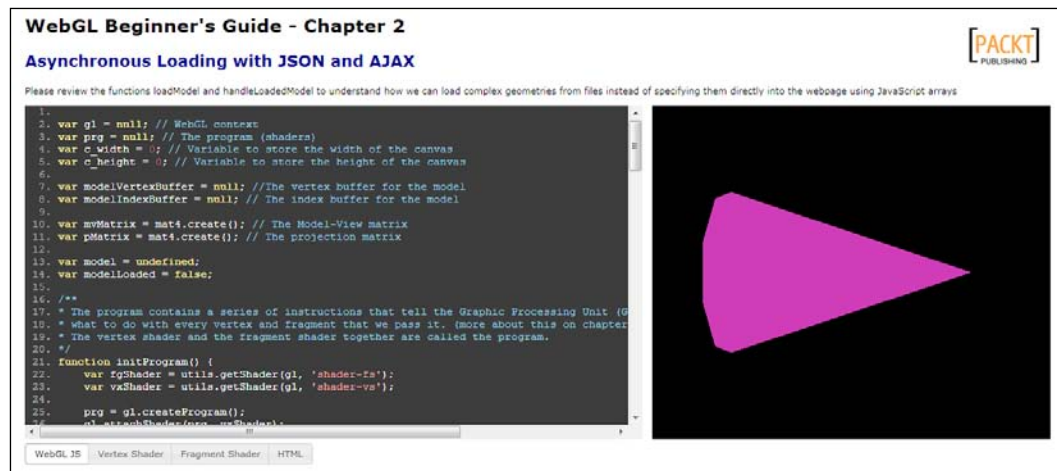 WebGL Beginner's Guide - Chapter 2
[PACKT]
PUBLISHING
Asynchronous Loading with JSON and AJAX
Please review the functions loadModel and handleLoadedModel to understand how we can load complex geometries from files instead of specifying them directly into the webpage using JavaScript arrays
1.
2. var gl = null; // WebGL context
3. var prg = null; // The program (shaders)
4. var c_width = 0; // Variable to store the width of the canvas
5. var c_height = 0; // Variable to store the height of the canvas
6.
7. var modelVertexBuffer = null; //The vertex buffer for the model
8. var modelIndexBuffer = null; // The index buffer for the model
9.
10. var mvMatrix = mat4.create(); // The Model-View matrix
11. var pMatrix = mat4.create(); // The projection matrix
12.
13. var model = undefined;
14. var modelLoaded = false;
15.
16. /**
17. * The program contains a series of instructions that tell the Graphic Processing Unit (G
18. * what to do with every vertex and fragment that we pass it. (more about this on chapter
19. * The vertex shader and the fragment shader together are called the program.
20. */
21. function initProgram() {
22. var fgShader = utils.getShader(gl, 'shader-fs');
23. var vxShader = utils.getShader(gl, 'shader-vs');
24.
25. prg = gl.createProgram();
26. gl.attachShader(prg, vxShader);
WebGL JS Vertex Shader Fragment Shader HTML